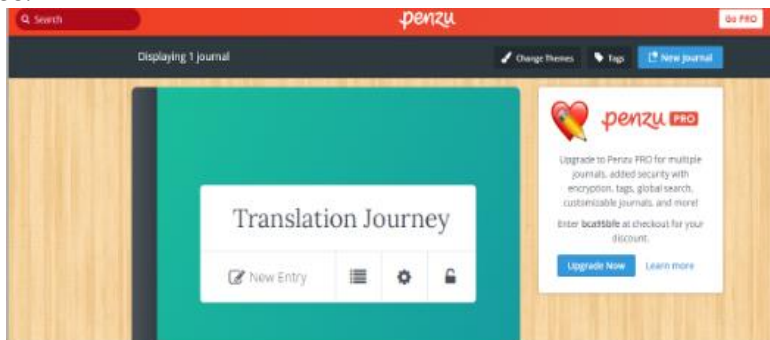 Search
penzu
Go PRO
Displaying 1 journal
Change Themes
Tags
New Journal
Translation Journey
New Entry
penzu PRO
Upgrade to Penzu PRO for multiple
journals, added security with
encryption, tags, global search,
customizable journals, and more!
Enter bca95bfe at checkout for your
discount.
Upgrade Now
Learn more